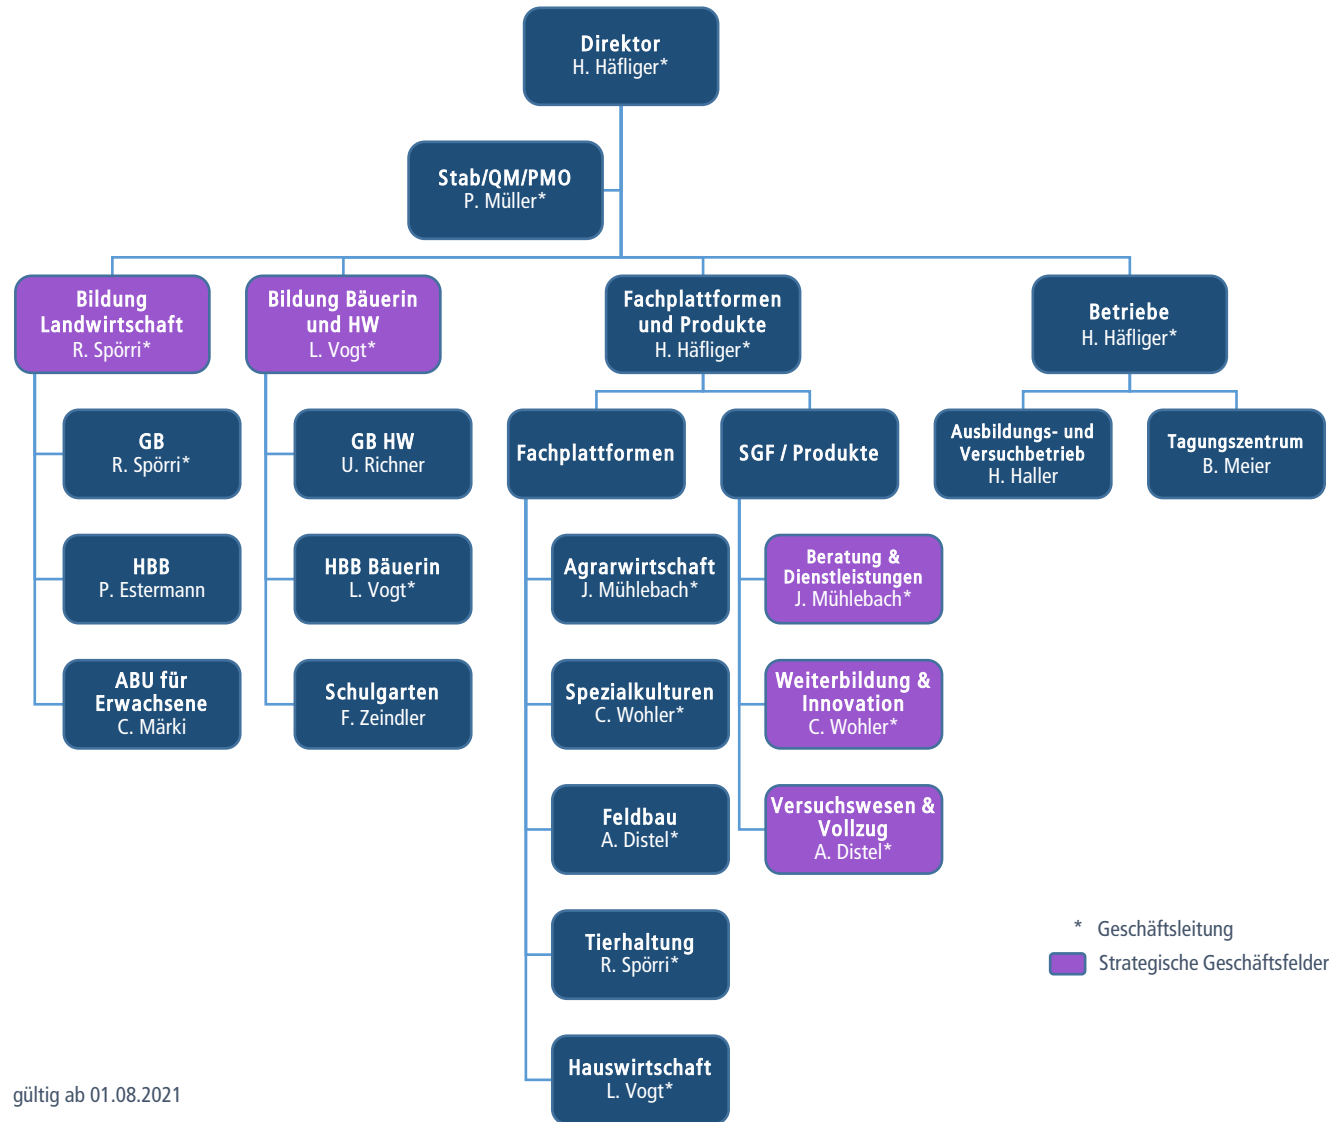 Direktor
H. Häfliger*
Stab/QM/PMO
P. Müller*
Bildung
Landwirtschaft
R. Spörri*
Bildung Bäuerin
und HW
L. Vogt*
Fachplattformen
und Produkte
H. Häfliger*
Betriebe
H. Häfliger*
GB
R. Spörri*
GB HW
U. Richner
Fachplattformen
SGF / Produkte
Ausbildungs- und
Versuchbetrieb
H. Haller
Tagungszentrum
B. Meier
HBB
P. Estermann
HBB Bäuerin
L. Vogt*
Agrarwirtschaft
J. Mühlebach*
Beratung &
Dienstleistungen
J. Mühlebach*
ABU für
Erwachsene
C. Märki
Schulgarten
F. Zeindler
Spezialkulturen
C. Wohler*
Weiterbildung &
Innovation
C. Wohler*
Feldbau
A. Distel*
Versuchswesen &
Vollzug
A. Distel*
Tierhaltung
R. Spörri*
* Geschäftsleitung
Strategische Geschäftsfelder
Hauswirtschaft
L. Vogt*
gültig ab 01.08.2021